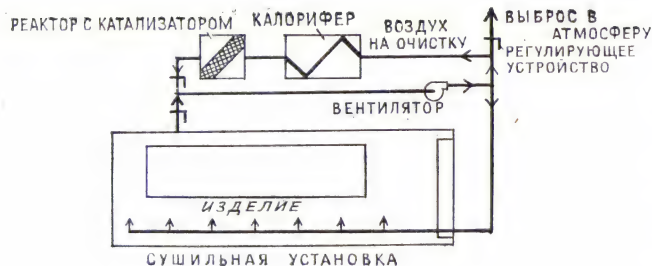 РЕАКТОР С КАТАЛИЗАТОРОМ
КАЛОРИФЕР
ВОЗДУХ
НА ОЧИСТКУ
ВЫБРОС В
АТМОСФЕРУ
РЕГУЛИРУЮЩЕЕ
УСТРОЙСТВО
ВЕНТИЛЯТОР
ИЗДЕЛИЕ
СУШИЛЬНАЯ УСТАНОВКА